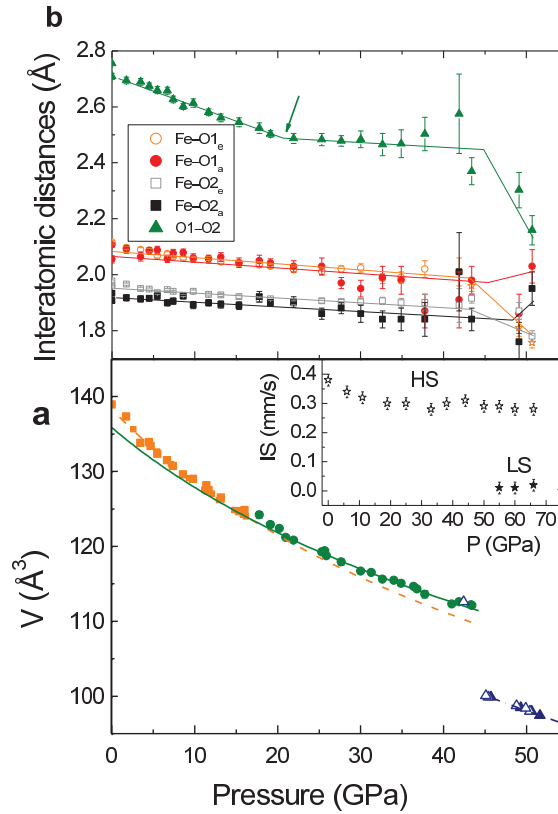 b
Interatomic distances (Å)
2.8
2.6
2.4
2.2
2.0
1.8
Fe–O1e
Fe–O1a
Fe–O2e
Fe–O2a
O1–O2
a
V (Å3)
140
130
120
110
100
IS (mm/s)
0.4
0.3
0.2
0.1
0.0
HS
LS
0 10 20 30 40 50 60 70
P (GPa)
0 10 20 30 40 50
Pressure (GPa)